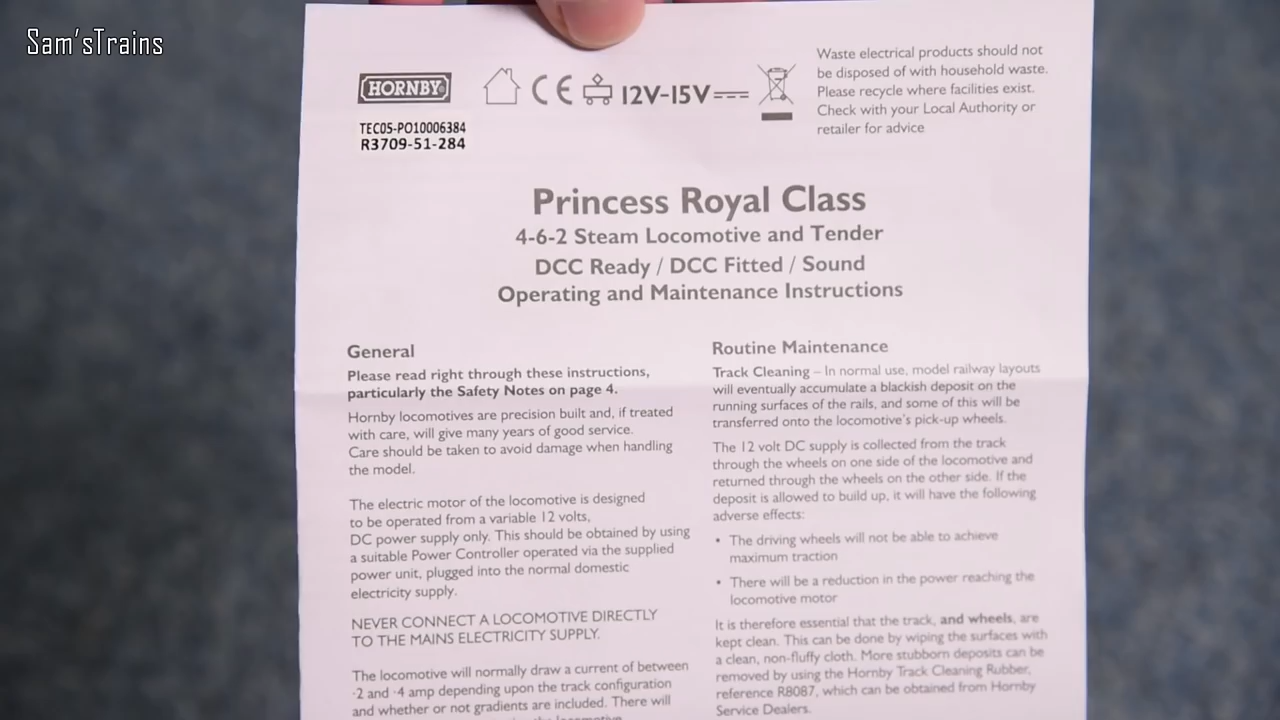 Sam'sTrains
HORNBY
TEC05-PO10006384
R3709-51-284
CE
12V-15V
Waste electrical products should not
be disposed of with household waste.
Please recycle where facilities exist.
Check with your Local Authority or
retailer for advice
Princess Royal Class
4-6-2 Steam Locomotive and Tender
DCC Ready / DCC Fitted / Sound
Operating and Maintenance Instructions
General
Please read right through these instructions,
particularly the Safety Notes on page 4.
Hornby locomotives are precision built and, if treated
with care, will give many years of good service.
Care should be taken to avoid damage when handling
the model.
The electric motor of the locomotive is designed
to be operated from a variable 12 volts,
DC power supply only. This should be obtained by using
a suitable Power Controller operated via the supplied
power unit, plugged into the normal domestic
electricity supply.
NEVER CONNECT A LOCOMOTIVE DIRECTLY
TO THE MAINS ELECTRICITY SUPPLY.
The locomotive will normally draw a current of between
·2 and ·4 amp depending upon the track configuration
and whether or not gradients are included. There will
Routine Maintenance
Track Cleaning – In normal use, model railway layouts
will eventually accumulate a blackish deposit on the
running surfaces of the rails, and some of this will be
transferred onto the locomotive's pick-up wheels.
The 12 volt DC supply is collected from the track
through the wheels on one side of the locomotive and
returned through the wheels on the other side. If the
deposit is allowed to build up, it will have the following
adverse effects:
• The driving wheels will not be able to achieve
maximum traction
• There will be a reduction in the power reaching the
locomotive motor
It is therefore essential that the track, and wheels, are
kept clean. This can be done by wiping the surfaces with
a clean, non-fluffy cloth. More stubborn deposits can be
removed by using the Hornby Track Cleaning Rubber,
reference R8087, which can be obtained from Hornby
Service Dealers.